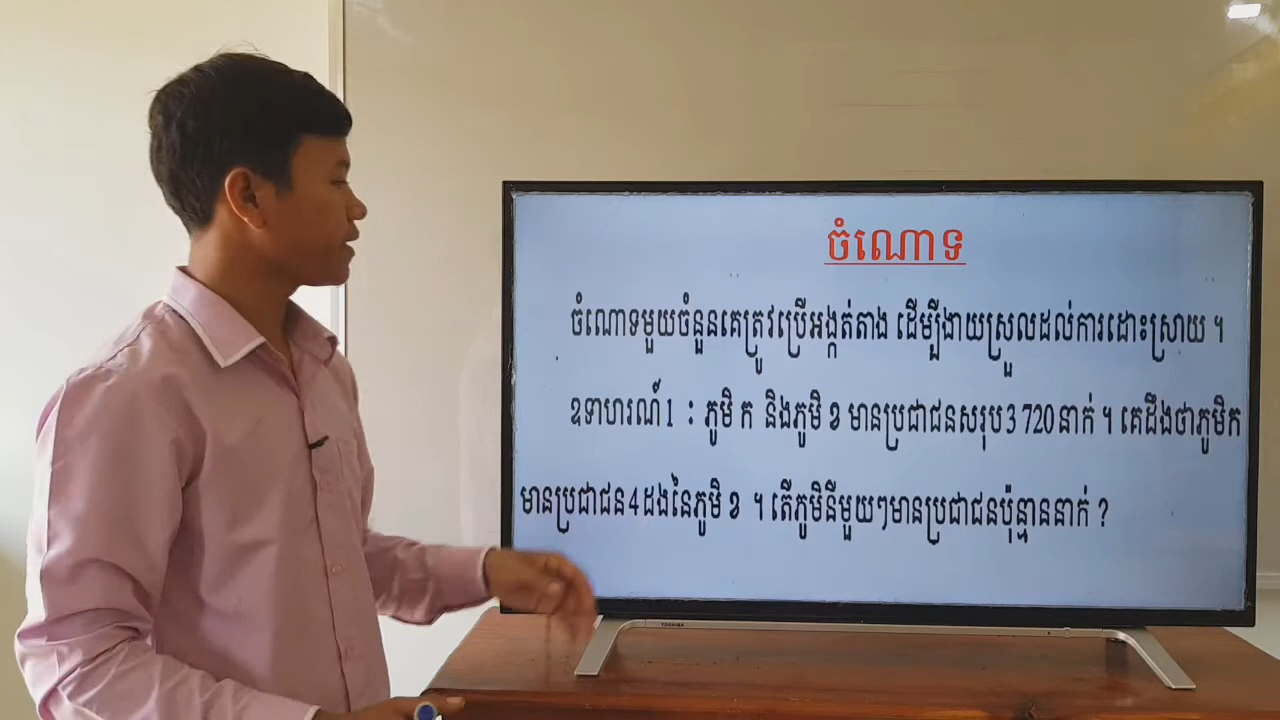 ចំណោទ
ចំណោទមួយចំនួនគេត្រូវប្រើអង្កត់តាង ដើម្បីងាយស្រួលដល់ការដោះស្រាយ ។
ឧទាហរណ៍1 ៖ ភូមិ ក និងភូមិ ខ មានប្រជាជនសរុប3 720នាក់ ។ គេដឹងថាភូមិក
មានប្រជាជន4ដងនៃភូមិ ខ ។ តើភូមិនីមួយៗមានប្រជាជនប៉ុន្មាននាក់ ?
TOSHIBA